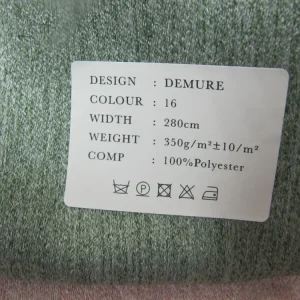 DESIGN : DEMURE
COLOUR : 16
WIDTH : 280cm
WEIGHT : 350g/m²±10/m²
COMP : 100%Polyester